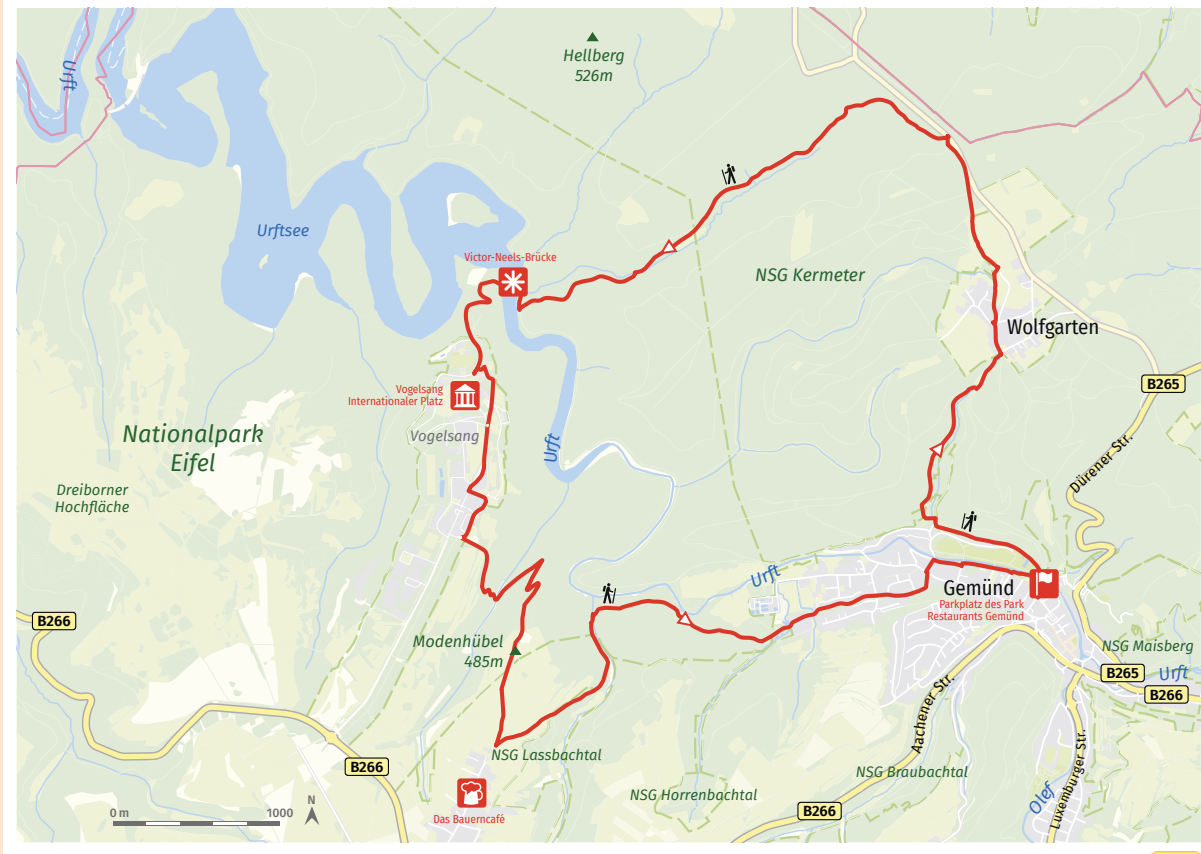 Urft
Hellberg
526m
Urftsee
Victor-Neels-Brücke
NSG Kermeter
Wolfgarten
B265
Vogelsang
Internationaler Platz
Vogelsang
Nationalpark
Eifel
Urft
Dürener Str.
Dreiborner
Hochfläche
Urft
Gemünd
Parkplatz des Park
Restaurants Gemünd
B266
Modenhübel
485m
NSG Maisberg
B265
Urft
B266
Aachener Str.
NSG Lassbachtal
B266
NSG Braubachtal
Luxemburger Str.
NSG Horrenbachtal
Olef
B266
Das Bauerncafé
0 m
1000
N